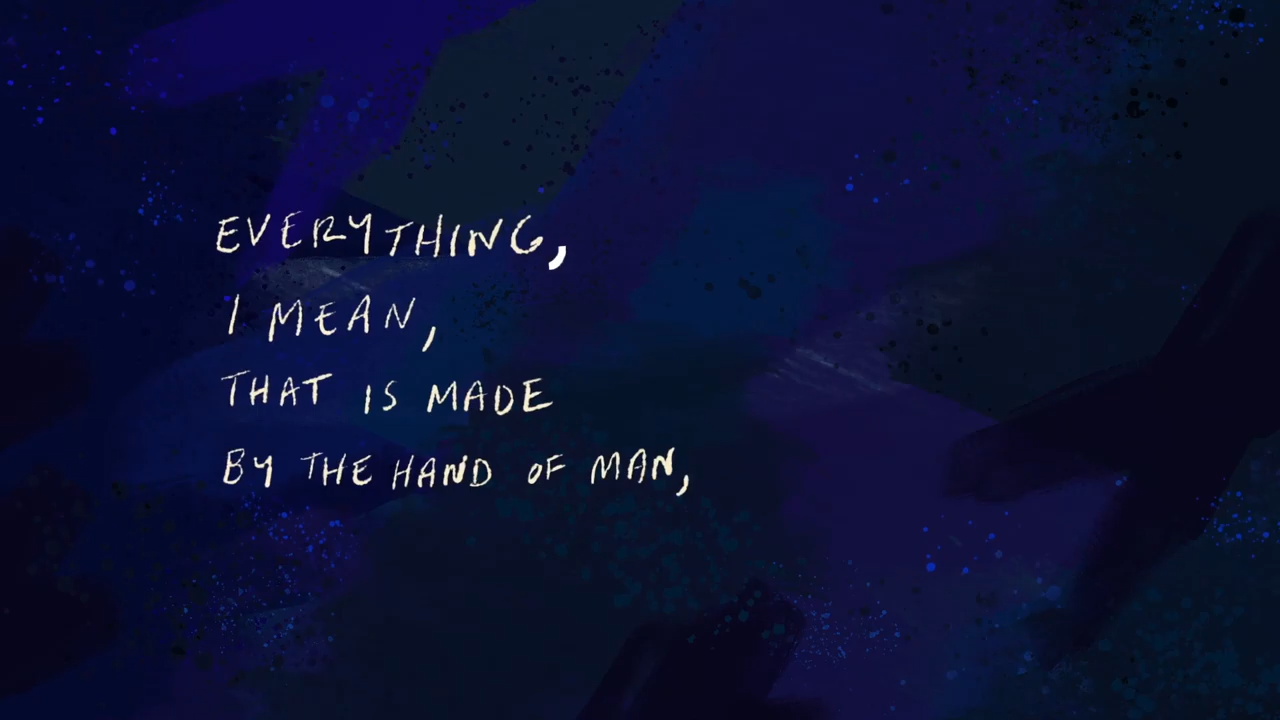 EVERYTHING,
I MEAN,
THAT IS MADE
BY THE HAND OF MAN,